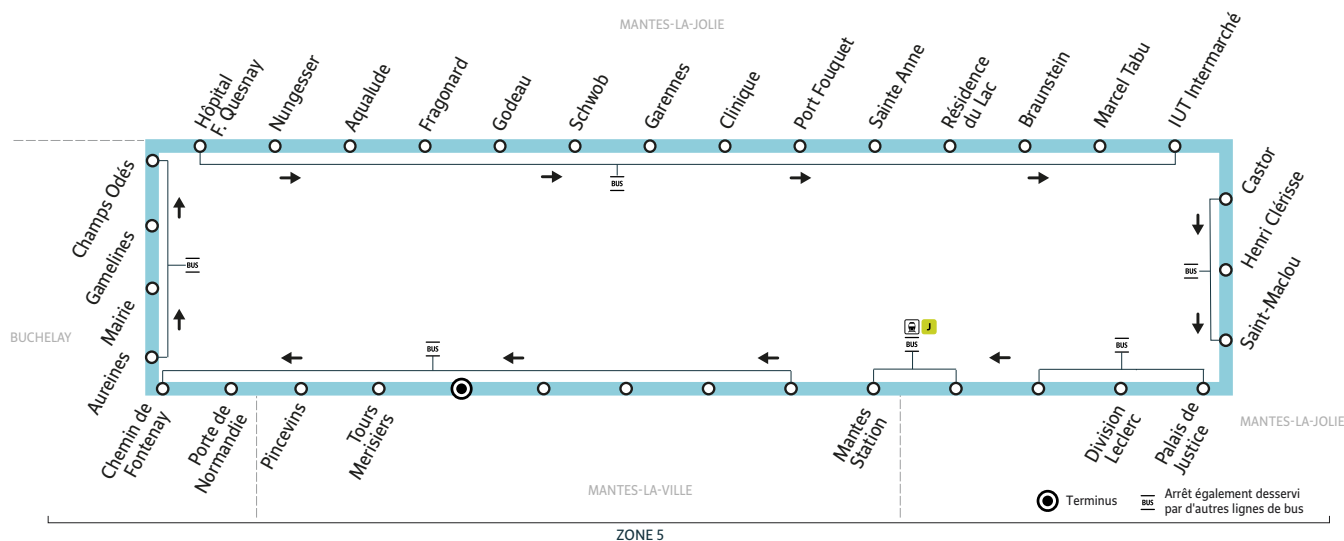 MANTES-LA-JOLIE
Hôpital
F. Quesnay
Nungesser
Aqualude
Fragonard
Godeau
Schwob
Garennes
Clinique
Port Fouquet
Sainte Anne
Résidence
du Lac
Braunstein
Marcel Tabu
IUT Intermarché
BUS
Champs Odés
Gamelines
Mairie
Aureines
BUS
BUCHELAY
Castor
Henri Clérisse
Saint-Maclou
BUS
BUS
J
BUS
BUS
Chemin de
Fontenay
Porte de
Normandie
Pincevins
Tours
Merisiers
Mantes
Station
Division
Leclerc
Palais de
Justice
MANTES-LA-JOLIE
MANTES-LA-VILLE
Terminus
BUS
Arrêt également desservi
par d'autres lignes de bus
ZONE 5